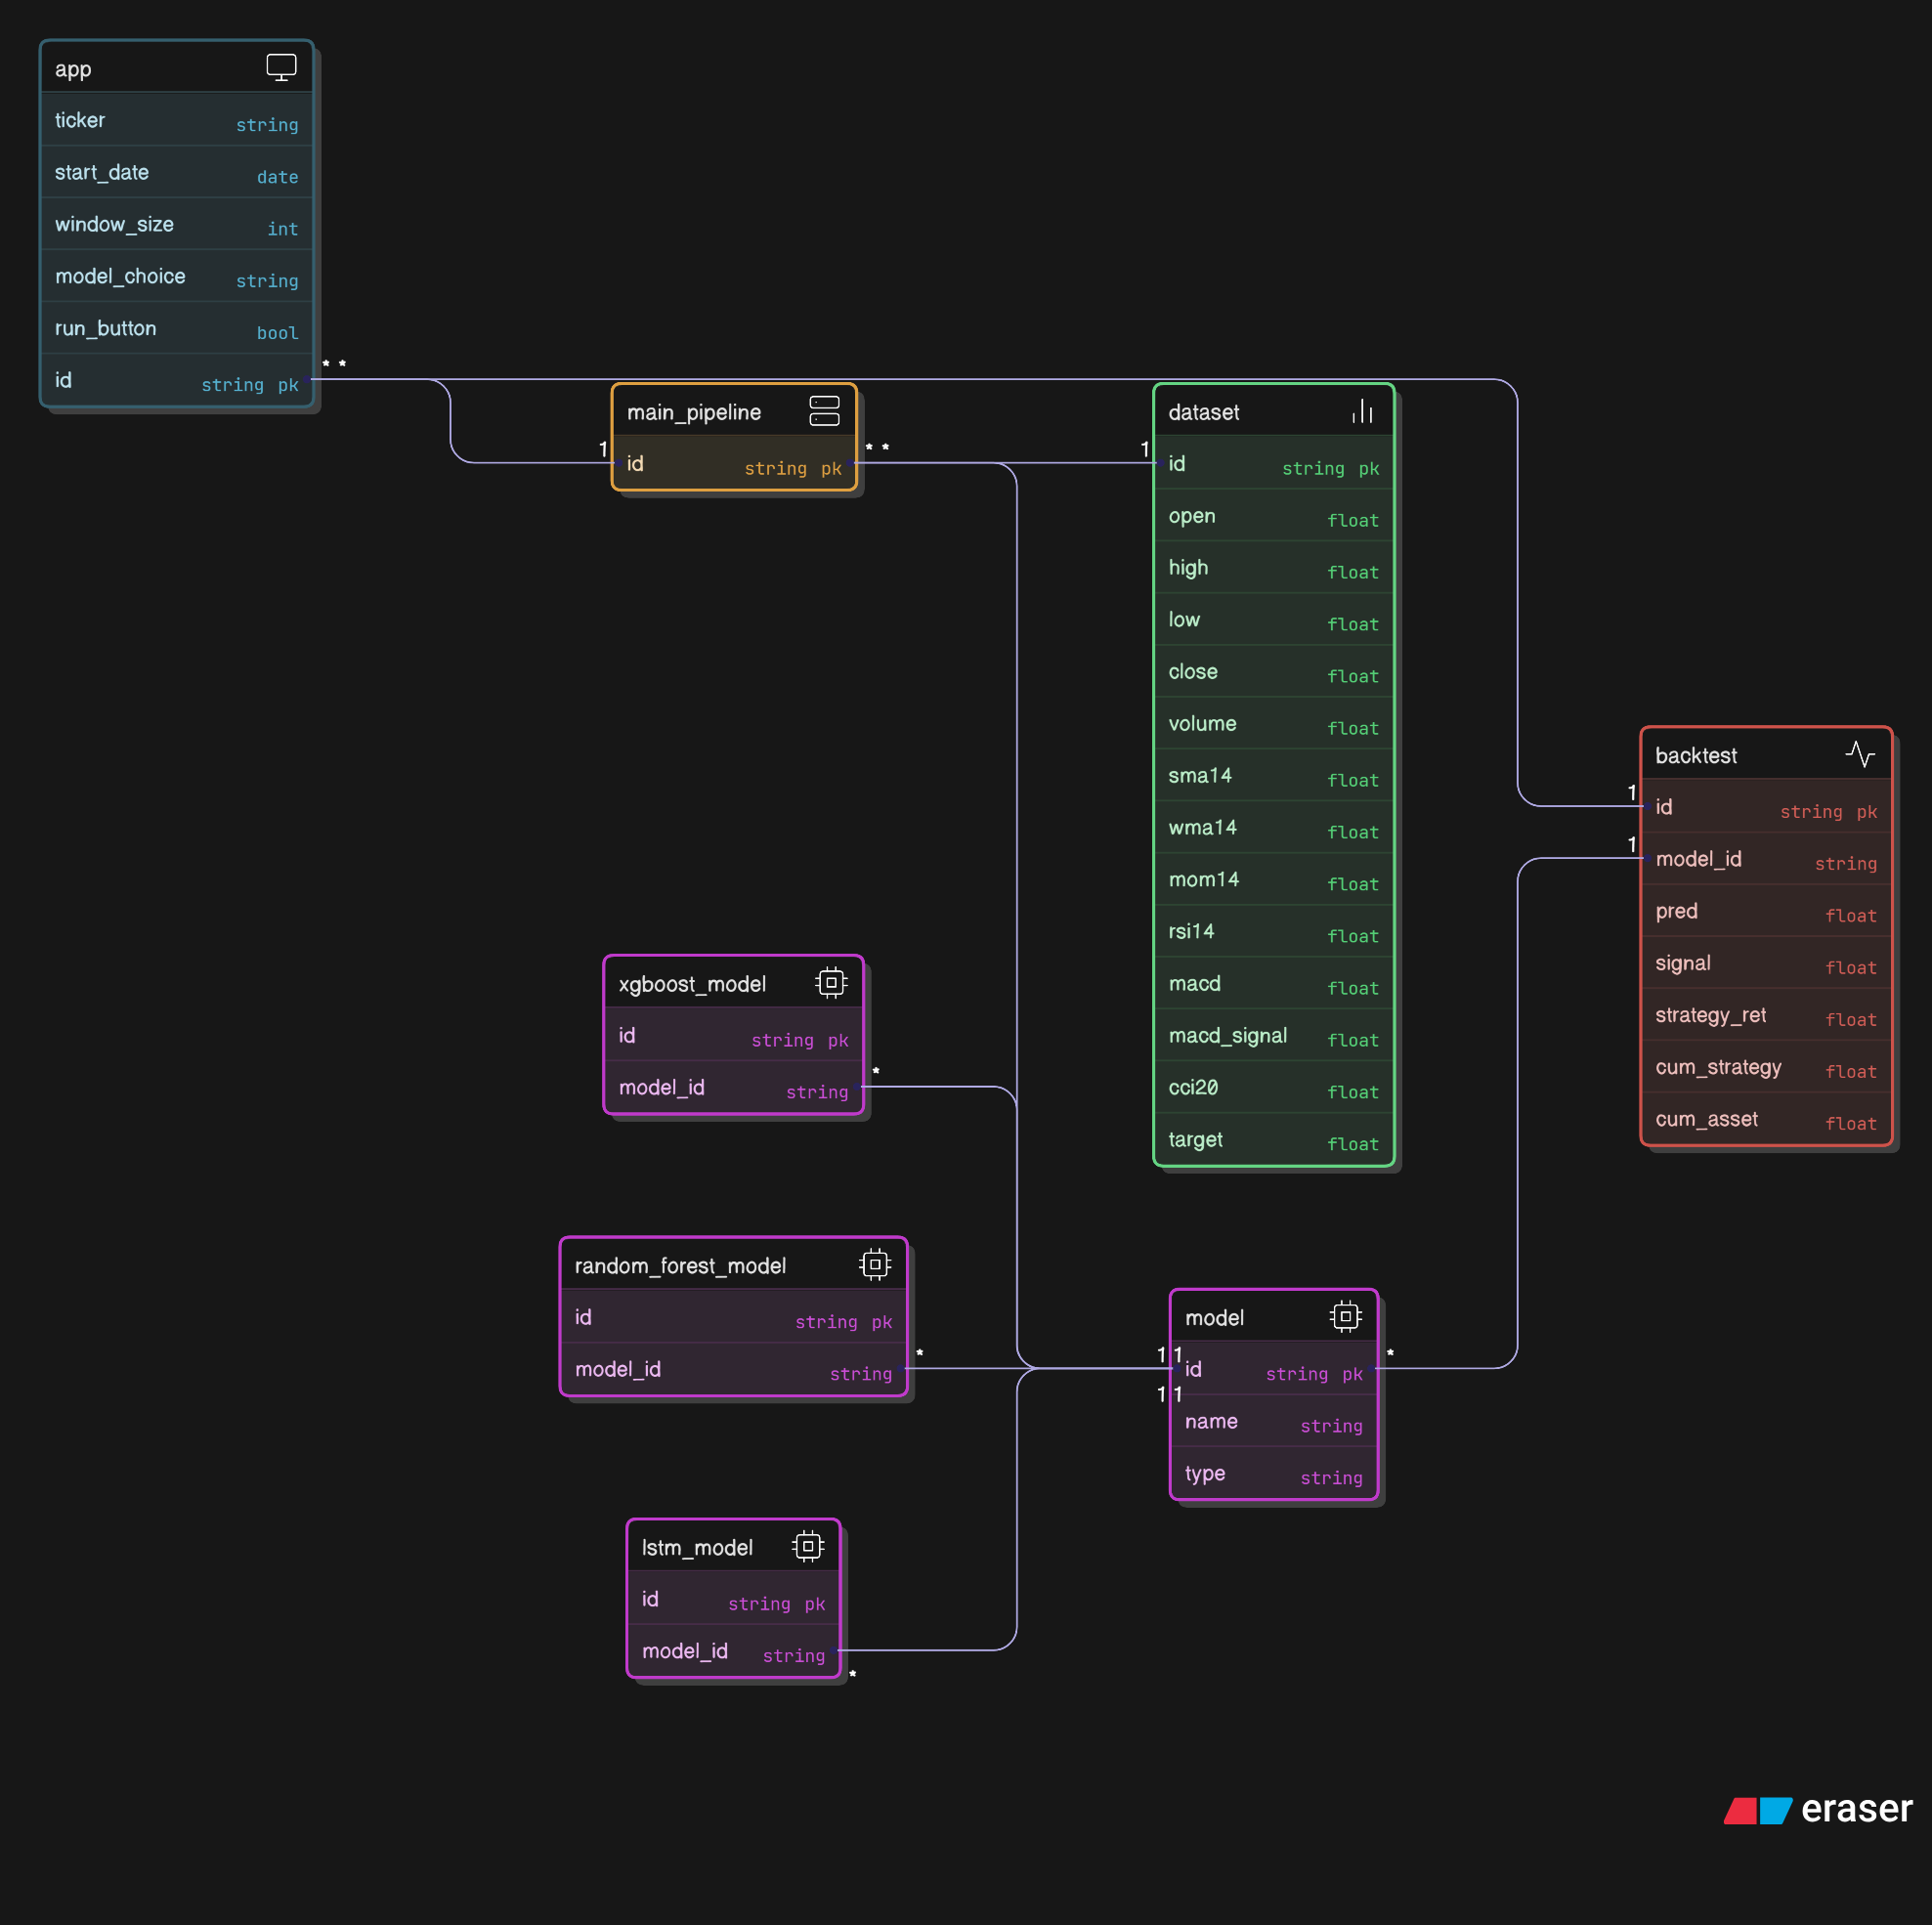 app
ticker string
start_date date
window_size int
model_choice string
run_button bool
id string pk
* *
main_pipeline
1
id string pk
* *
dataset
1
id string pk
open float
high float
low float
close float
volume float
sma14 float
wma14 float
mom14 float
rsi14 float
macd float
macd_signal float
cci20 float
target float
backtest
1
id string pk
1
model_id string
pred float
signal float
strategy_ret float
cum_strategy float
cum_asset float
xgboost_model
id string pk
model_id string
*
random_forest_model
id string pk
model_id string
*
model
1 1
id string pk
*
1 1
name string
type string
lstm_model
id string pk
model_id string
*
eraser